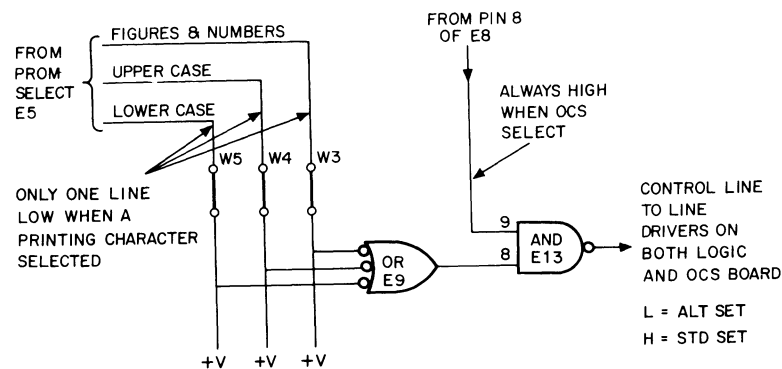 FIGURES & NUMBERS
FROM
PROM
SELECT
E5
UPPER CASE
LOWER CASE
FROM PIN 8
OF E8
ALWAYS HIGH
WHEN OCS
SELECT
W5
W4
W3
ONLY ONE LINE
LOW WHEN A
PRINTING CHARACTER
SELECTED
OR
E9
9
8
AND
E13
CONTROL LINE
TO LINE
DRIVERS ON
BOTH LOGIC
AND OCS BOARD
L = ALT SET
H = STD SET
+V
+V
+V